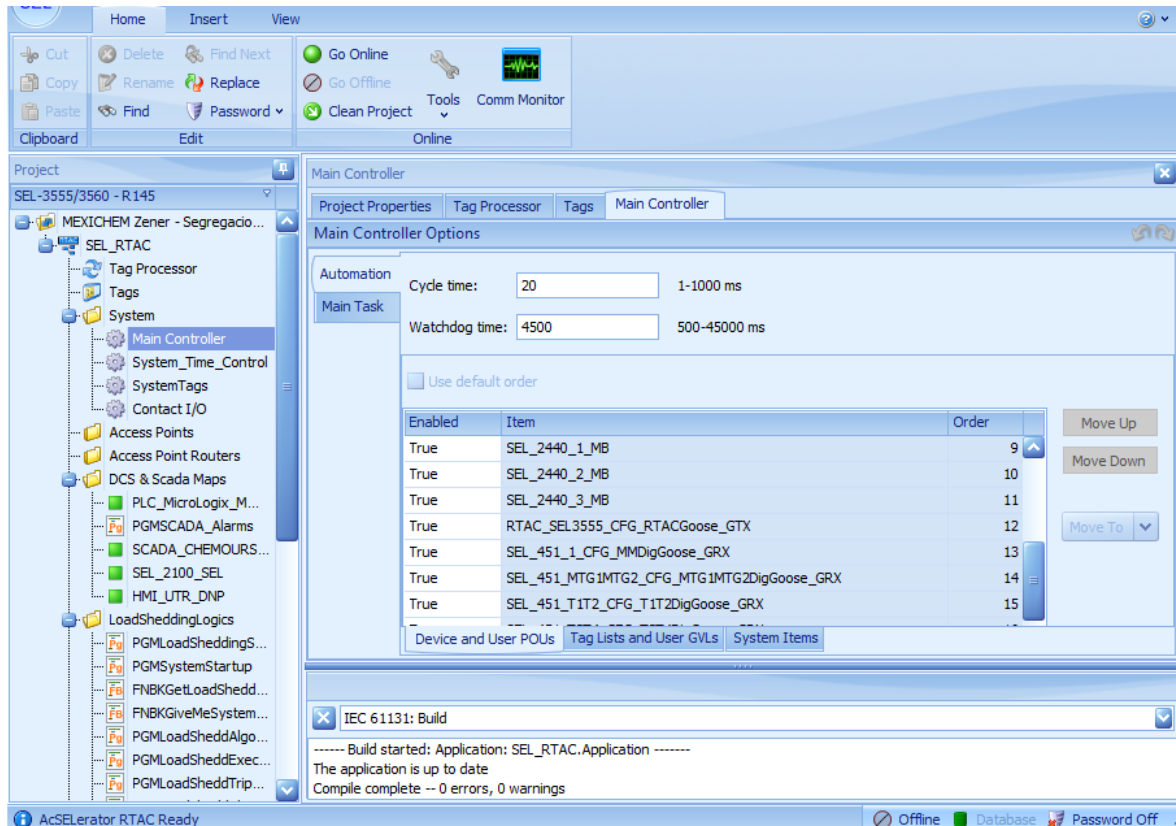 SEL
Home Insert View
Cut Delete Find Next Go Online
Copy Rename Replace Go Offline Tools Comm Monitor
Paste Find Password Clean Project
Clipboard Edit Online
Project
SEL-3555/3560 - R145
MEXICHEM Zener - Segregacio...
SEL_RTAC
Tag Processor
Tags
System
Main Controller
System_Time_Control
SystemTags
Contact I/O
Access Points
Access Point Routers
DCS & Scada Maps
PLC_MicroLogix_M...
PGMSCADA_Alarms
SCADA_CHEMOURS...
SEL_2100_SEL
HMI_UTR_DNP
LoadSheddingLogics
PGMLoadSheddingS...
PGMSystemStartup
FNBKGetLoadShedd...
FNBKGiveMeSystem...
PGMLoadSheddAlgo...
PGMLoadSheddExec...
PGMLoadSheddTrip...
Main Controller
Project Properties Tag Processor Tags Main Controller
Main Controller Options
Automation
Main Task
Cycle time: 20 1-1000 ms
Watchdog time: 4500 500-45000 ms
Use default order
Enabled Item Order
True SEL_2440_1_MB 9
True SEL_2440_2_MB 10
True SEL_2440_3_MB 11
True RTAC_SEL3555_CFG_RTACGoose_GTX 12
True SEL_451_1_CFG_MMDigGoose_GRX 13
True SEL_451_MTG1MTG2_CFG_MTG1MTG2DigGoose_GRX 14
True SEL_451_T1T2_CFG_T1T2DigGoose_GRX 15
Move Up
Move Down
Move To
Device and User POUs Tag Lists and User GVLs System Items
IEC 61131: Build
------ Build started: Application: SEL_RTAC.Application -------
The application is up to date
Compile complete -- 0 errors, 0 warnings
AcSELerator RTAC Ready Offline Database Password Off